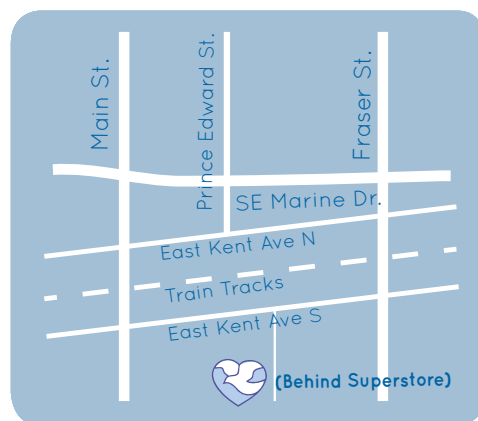 Main St.
Prince Edward St.
Fraser St.
SE Marine Dr.
East Kent Ave N
Train Tracks
East Kent Ave S
(Behind Superstore)